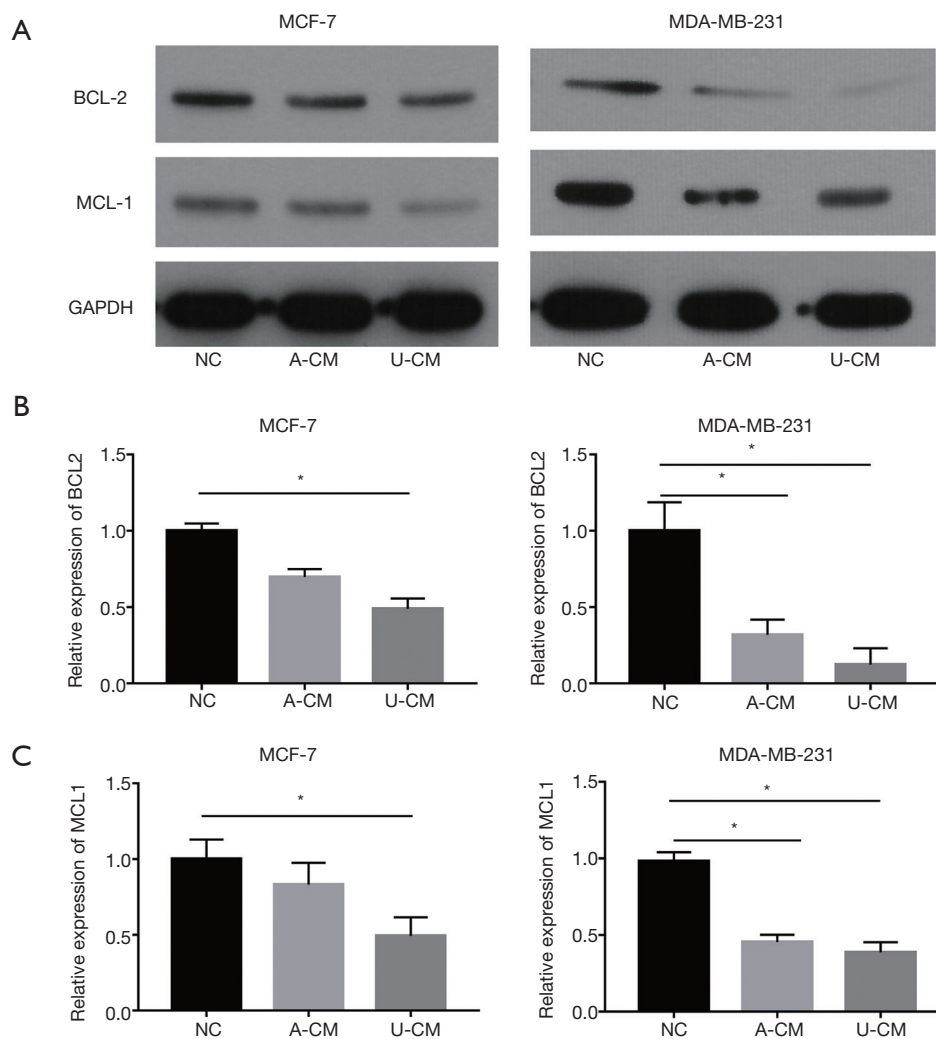 A
MCF-7
MDA-MB-231
BCL-2
MCL-1
GAPDH
NC A-CM U-CM
NC A-CM U-CM
B
MCF-7
Relative expression of BCL2
1.5
1.0
0.5
0.0
*
NC A-CM U-CM
MDA-MB-231
Relative expression of BCL2
1.5
1.0
0.5
0.0
*
*
NC A-CM U-CM
C
MCF-7
Relative expression of MCL1
1.5
1.0
0.5
0.0
*
NC A-CM U-CM
MDA-MB-231
Relative expression of MCL1
1.5
1.0
0.5
0.0
*
*
NC A-CM U-CM